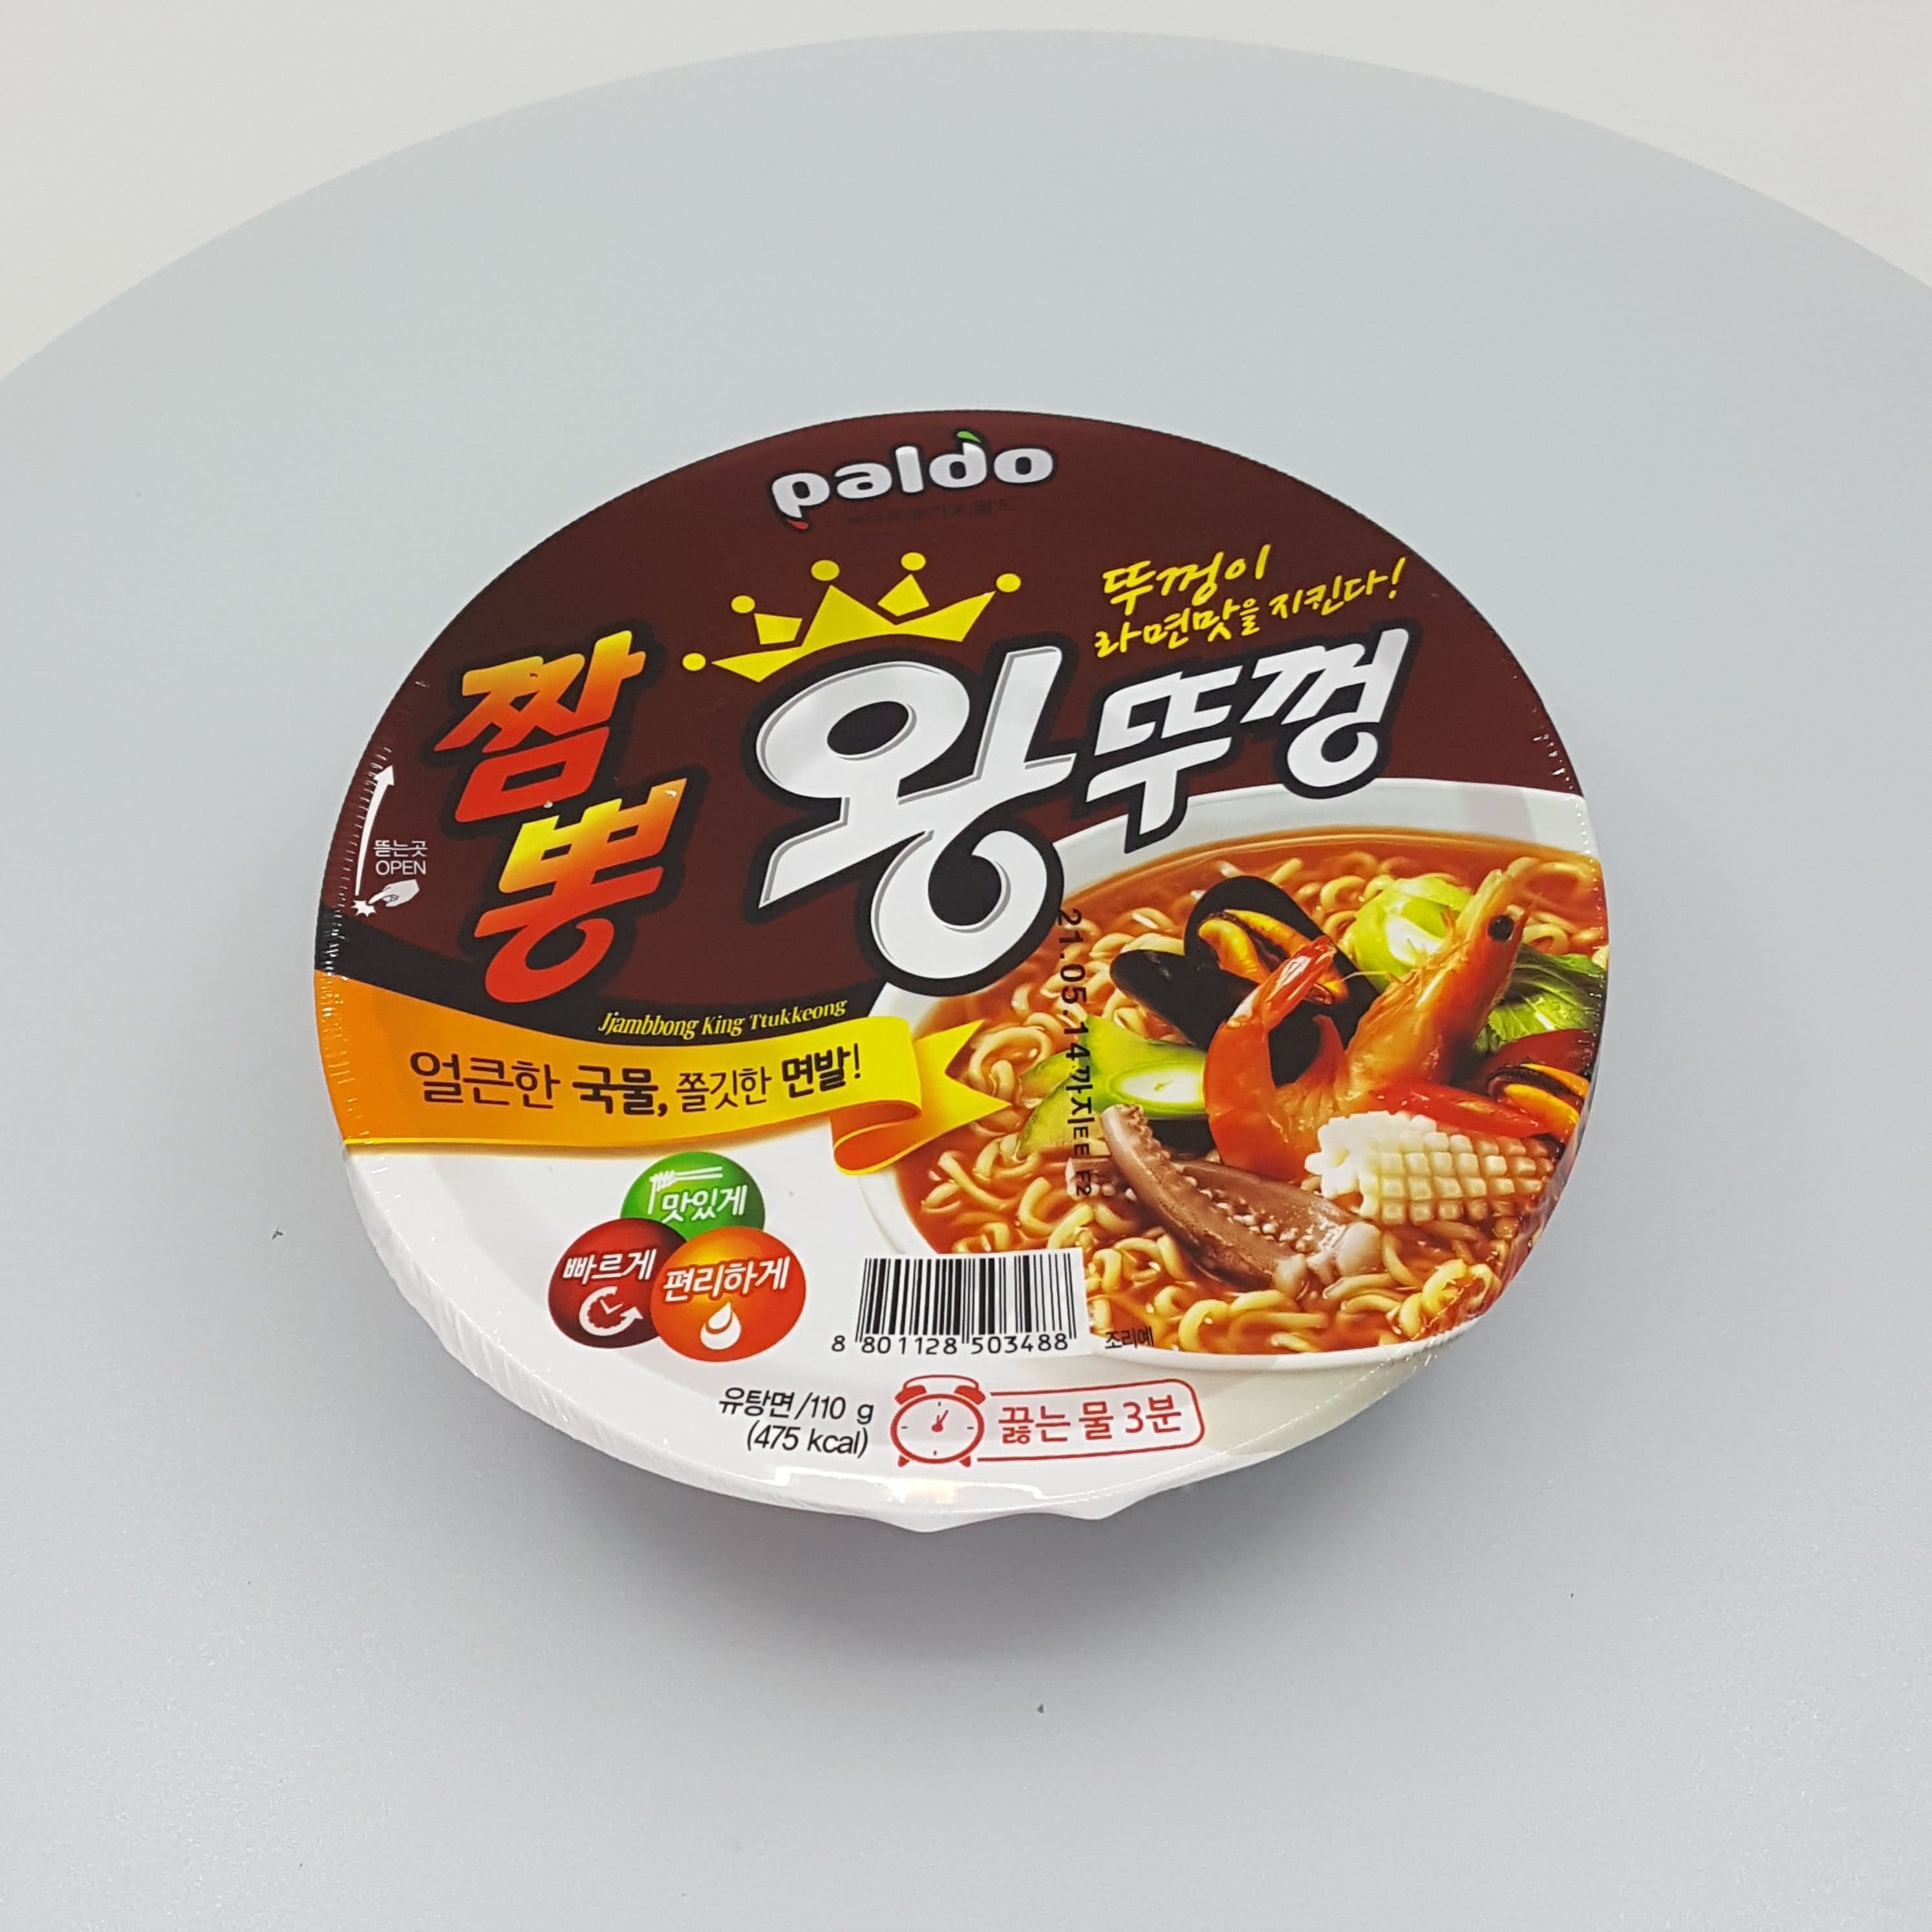 paldo
뚜껑이
라면맛을 지킨다!
짬
뽕
왕뚜껑
뜯는곳
OPEN
Jjambbong King Ttukkeong
얼큰한 국물, 쫄깃한 면발!
21.05.14까지EE F2
맛있게
빠르게
편리하게
8 801128 503488
조리예
유탕면/110 g
(475 kcal)
끓는 물 3분